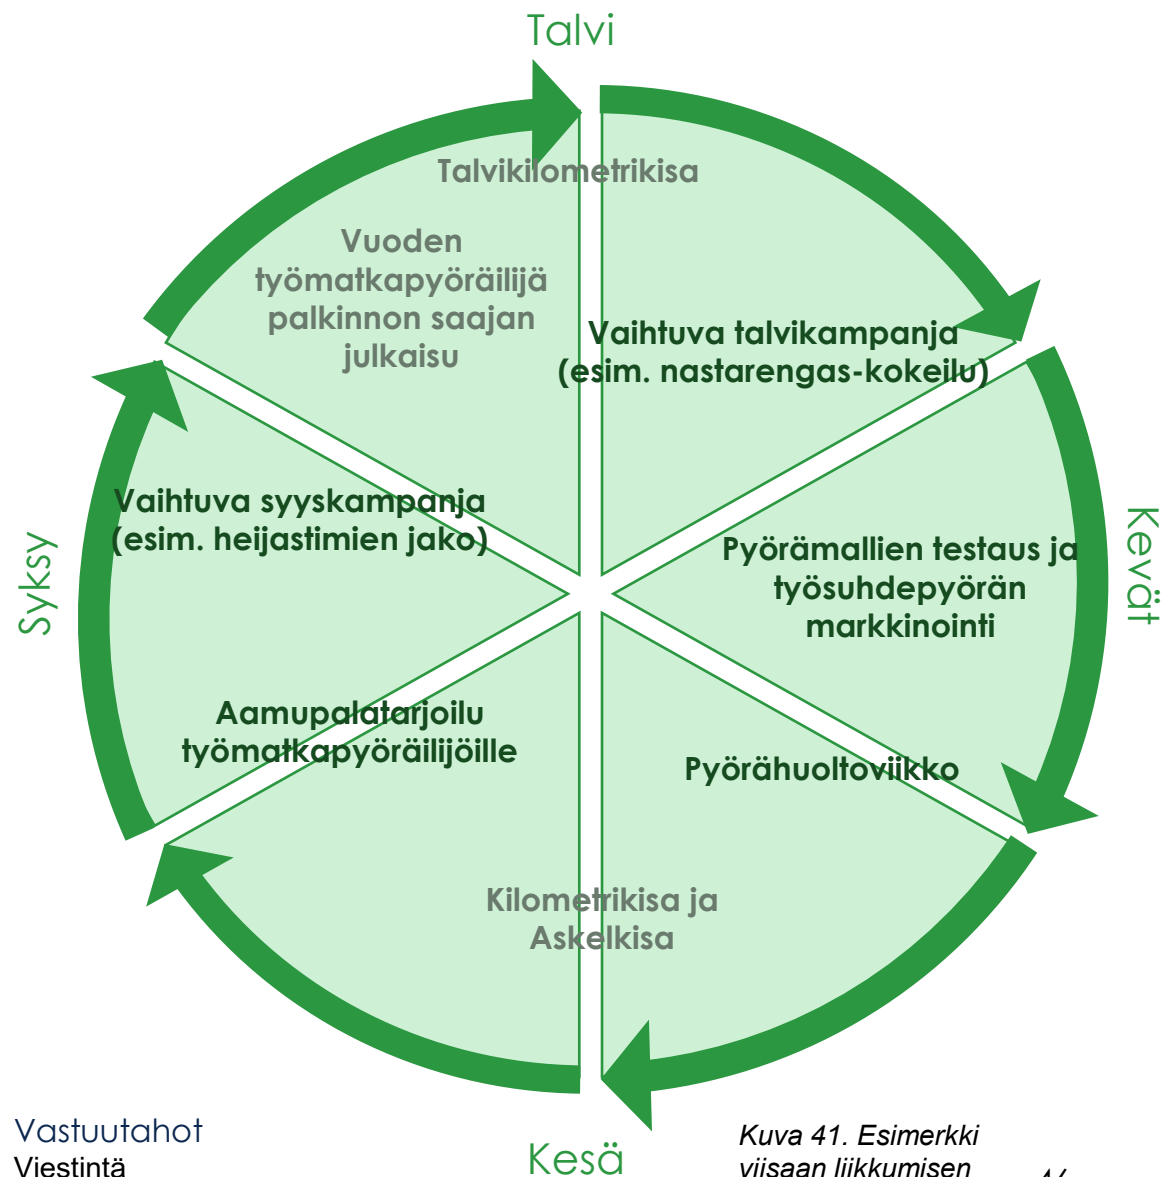 Talvi
Talvikilometrikisa
Vuoden
työmatkapyöräilijä
palkinnon saajan
julkaisu
Vaihtuva talvikampanja
(esim. nastarengas-kokeilu)
Kevät
Pyörämallien testaus ja
työsuhdepyörän
markkinointi
Syksy
Vaihtuva syyskampanja
(esim. heijastimien jako)
Aamupalatarjoilu
työmatkapyöräilijöille
Pyörähuoltoviikko
Kilometrikisa ja
Askelkisa
Kesä
Vastuutahot
Viestintä
Kuva 41. Esimerkki
viisaan liikkumisen